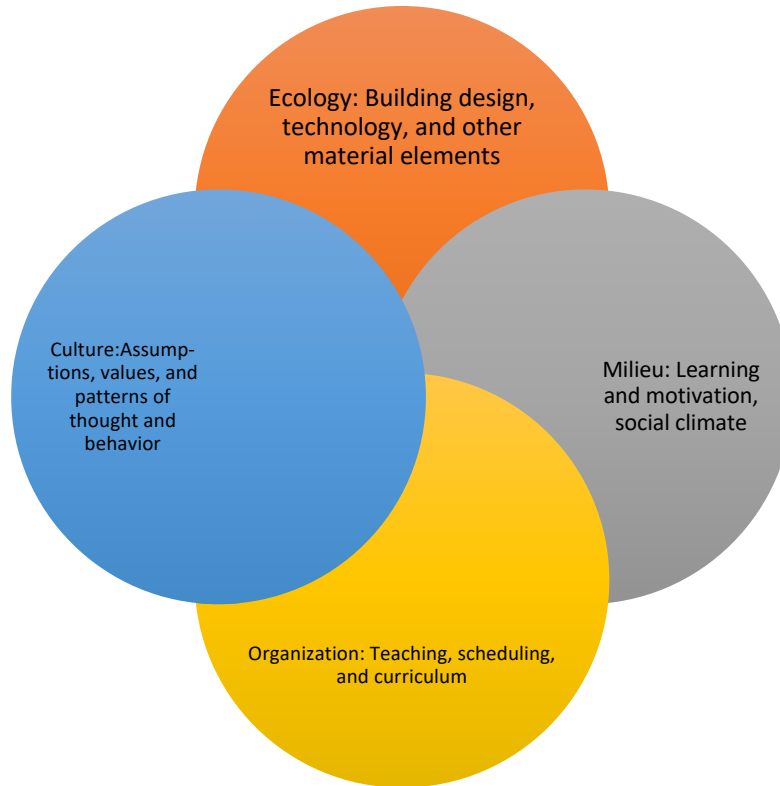 Ecology: Building design,
technology, and other
material elements
Culture:Assump-
tions, values, and
patterns of
thought and
behavior
Milieu: Learning
and motivation,
social climate
Organization: Teaching, scheduling,
and curriculum